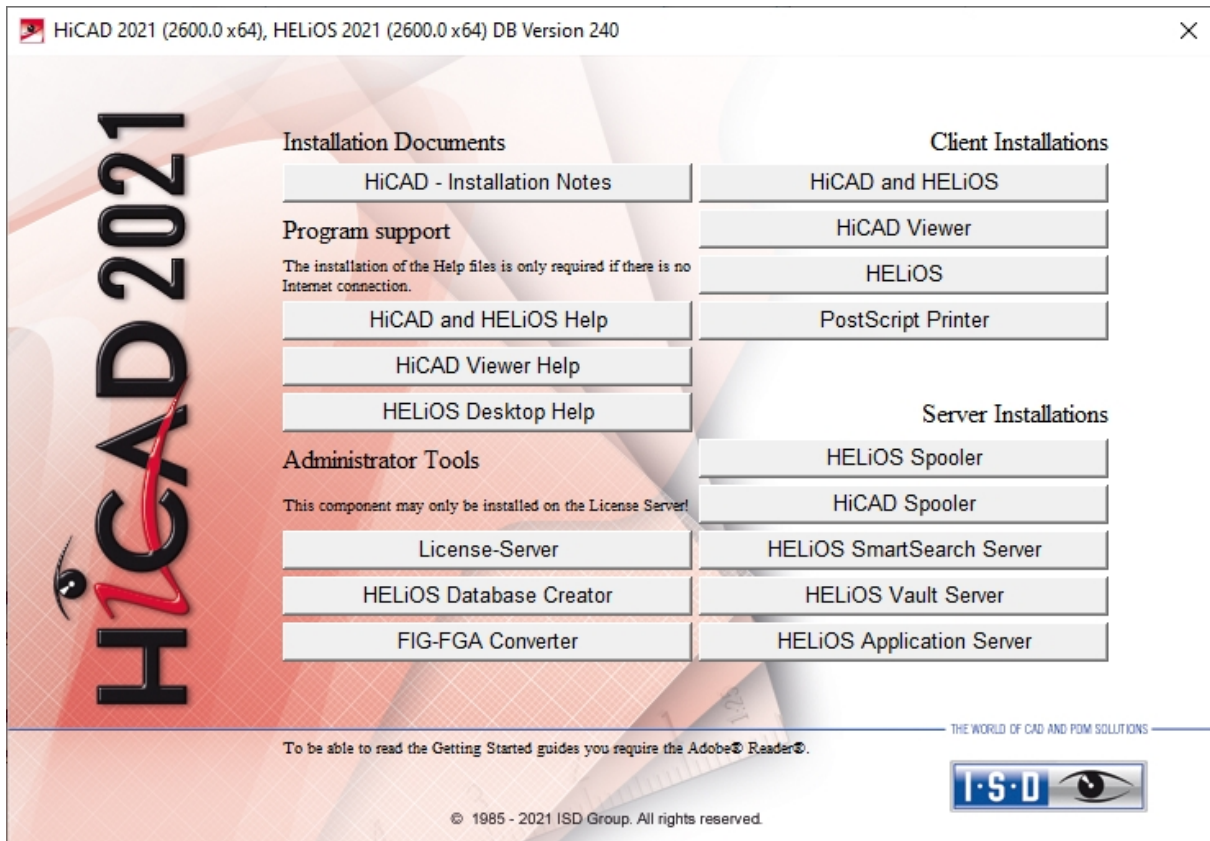 HiCAD 2021 (2600.0 x64), HELiOS 2021 (2600.0 x64) DB Version 240
HiCAD 2021
Installation Documents
HiCAD - Installation Notes
Program support
The installation of the Help files is only required if there is no
Internet connection.
HiCAD and HELiOS Help
HiCAD Viewer Help
HELiOS Desktop Help
Administrator Tools
This component may only be installed on the License Server!
License-Server
HELiOS Database Creator
FIG-FGA Converter
Client Installations
HiCAD and HELiOS
HiCAD Viewer
HELiOS
PostScript Printer
Server Installations
HELiOS Spooler
HiCAD Spooler
HELiOS SmartSearch Server
HELiOS Vault Server
HELiOS Application Server
1:25
THE WORLD OF CAD AND PDM SOLUTIONS
To be able to read the Getting Started guides you require the Adobe® Reader®.
I·S·D
© 1985 - 2021 ISD Group. All rights reserved.